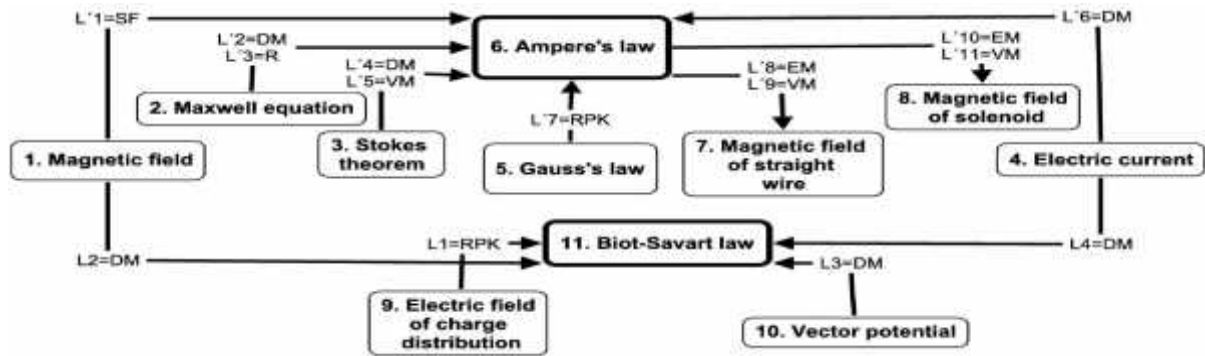 L´1=SF
L´6=DM
L´2=DM
L´3=R
6. Ampere's law
L´10=EM
L´11=VM
L´4=DM
L´5=VM
L´8=EM
L´9=VM
2. Maxwell equation
8. Magnetic field
of solenoid
L´7=RPK
1. Magnetic field
3. Stokes
theorem
5. Gauss's law
7. Magnetic field
of straight
wire
4. Electric current
L1=RPK
11. Biot-Savart law
L2=DM
L4=DM
L3=DM
9. Electric field
of charge
distribution
10. Vector potential